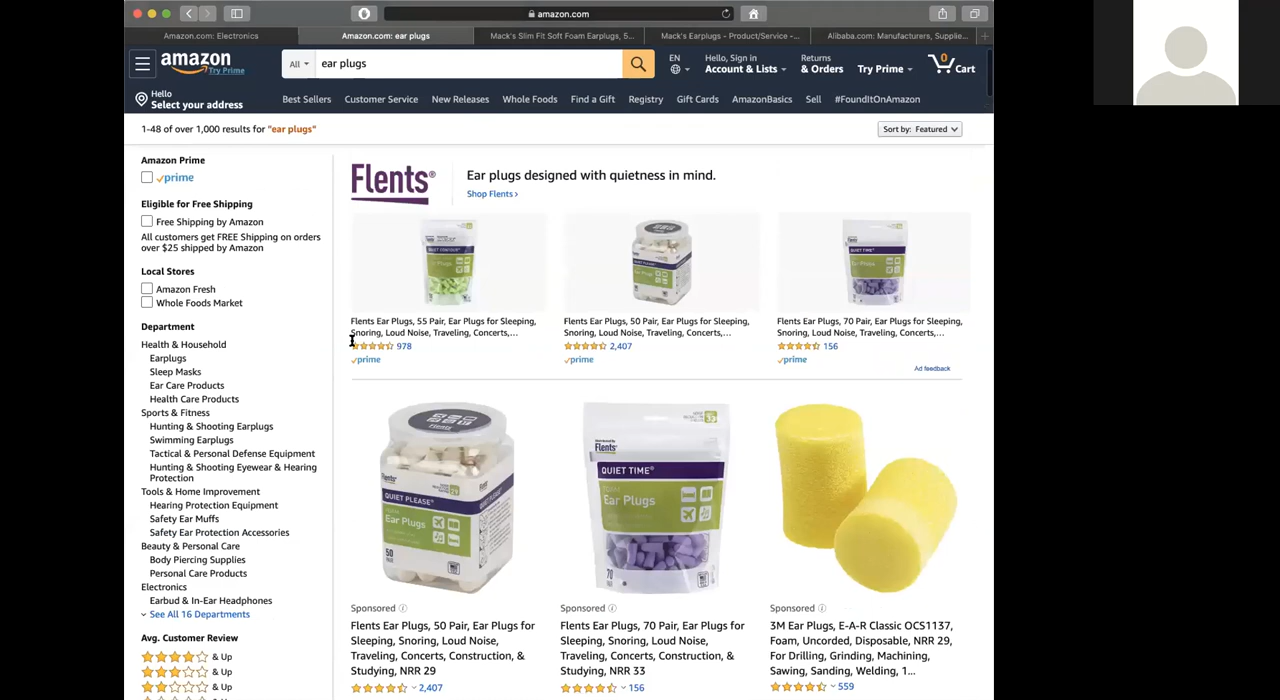 amazon.com
Amazon.com: Electronics
Amazon.com: ear plugs
Mack's Slim Fit Soft Foam Earplugs, 5...
Mack's Earplugs - Product/Service -...
Alibaba.com: Manufacturers, Supplie...
amazon
Try Prime
All
ear plugs
EN
Hello, Sign in
Account & Lists
Returns
& Orders
Try Prime
0
Cart
Hello
Select your address
Best Sellers
Customer Service
New Releases
Whole Foods
Find a Gift
Registry
Gift Cards
AmazonBasics
Sell
#FoundItOnAmazon
1-48 of over 1,000 results for "ear plugs"
Sort by: Featured
Amazon Prime
prime
Eligible for Free Shipping
Free Shipping by Amazon
All customers get FREE Shipping on orders
over $25 shipped by Amazon
Local Stores
Amazon Fresh
Whole Foods Market
Department
Health & Household
Earplugs
Sleep Masks
Ear Care Products
Health Care Products
Sports & Fitness
Hunting & Shooting Earplugs
Swimming Earplugs
Tactical & Personal Defense Equipment
Hunting & Shooting Eyewear & Hearing
Protection
Tools & Home Improvement
Hearing Protection Equipment
Safety Ear Muffs
Safety Ear Protection Accessories
Beauty & Personal Care
Body Piercing Supplies
Personal Care Products
Electronics
Earbud & In-Ear Headphones
See All 16 Departments
Avg. Customer Review
& Up
& Up
& Up
Flents®
Ear plugs designed with quietness in mind.
Shop Flents ›
Flents Ear Plugs, 55 Pair, Ear Plugs for Sleeping,
Snoring, Loud Noise, Traveling, Concerts,...
978
prime
Flents Ear Plugs, 50 Pair, Ear Plugs for Sleeping,
Snoring, Loud Noise, Traveling, Concerts,...
2,407
prime
Flents Ear Plugs, 70 Pair, Ear Plugs for Sleeping,
Snoring, Loud Noise, Traveling, Concerts,...
156
prime
Ad feedback
Flents
QUIET PLEASE®
Ear Plugs
50
Flents
QUIET TIME®
Ear Plugs
33
70
Sponsored
Flents Ear Plugs, 50 Pair, Ear Plugs for
Sleeping, Snoring, Loud Noise,
Traveling, Concerts, Construction, &
Studying, NRR 29
2,407
Sponsored
Flents Ear Plugs, 70 Pair, Ear Plugs for
Sleeping, Snoring, Loud Noise,
Traveling, Concerts, Construction, &
Studying, NRR 33
156
Sponsored
3M Ear Plugs, E-A-R Classic OCS1137,
Foam, Uncorded, Disposable, NRR 29,
For Drilling, Grinding, Machining,
Sawing, Sanding, Welding, 1...
559